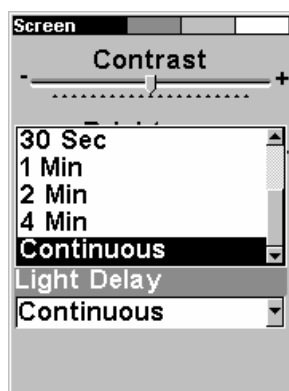 Screen
Contrast
- +
30 Sec
1 Min
2 Min
4 Min
Continuous
Light Delay
Continuous